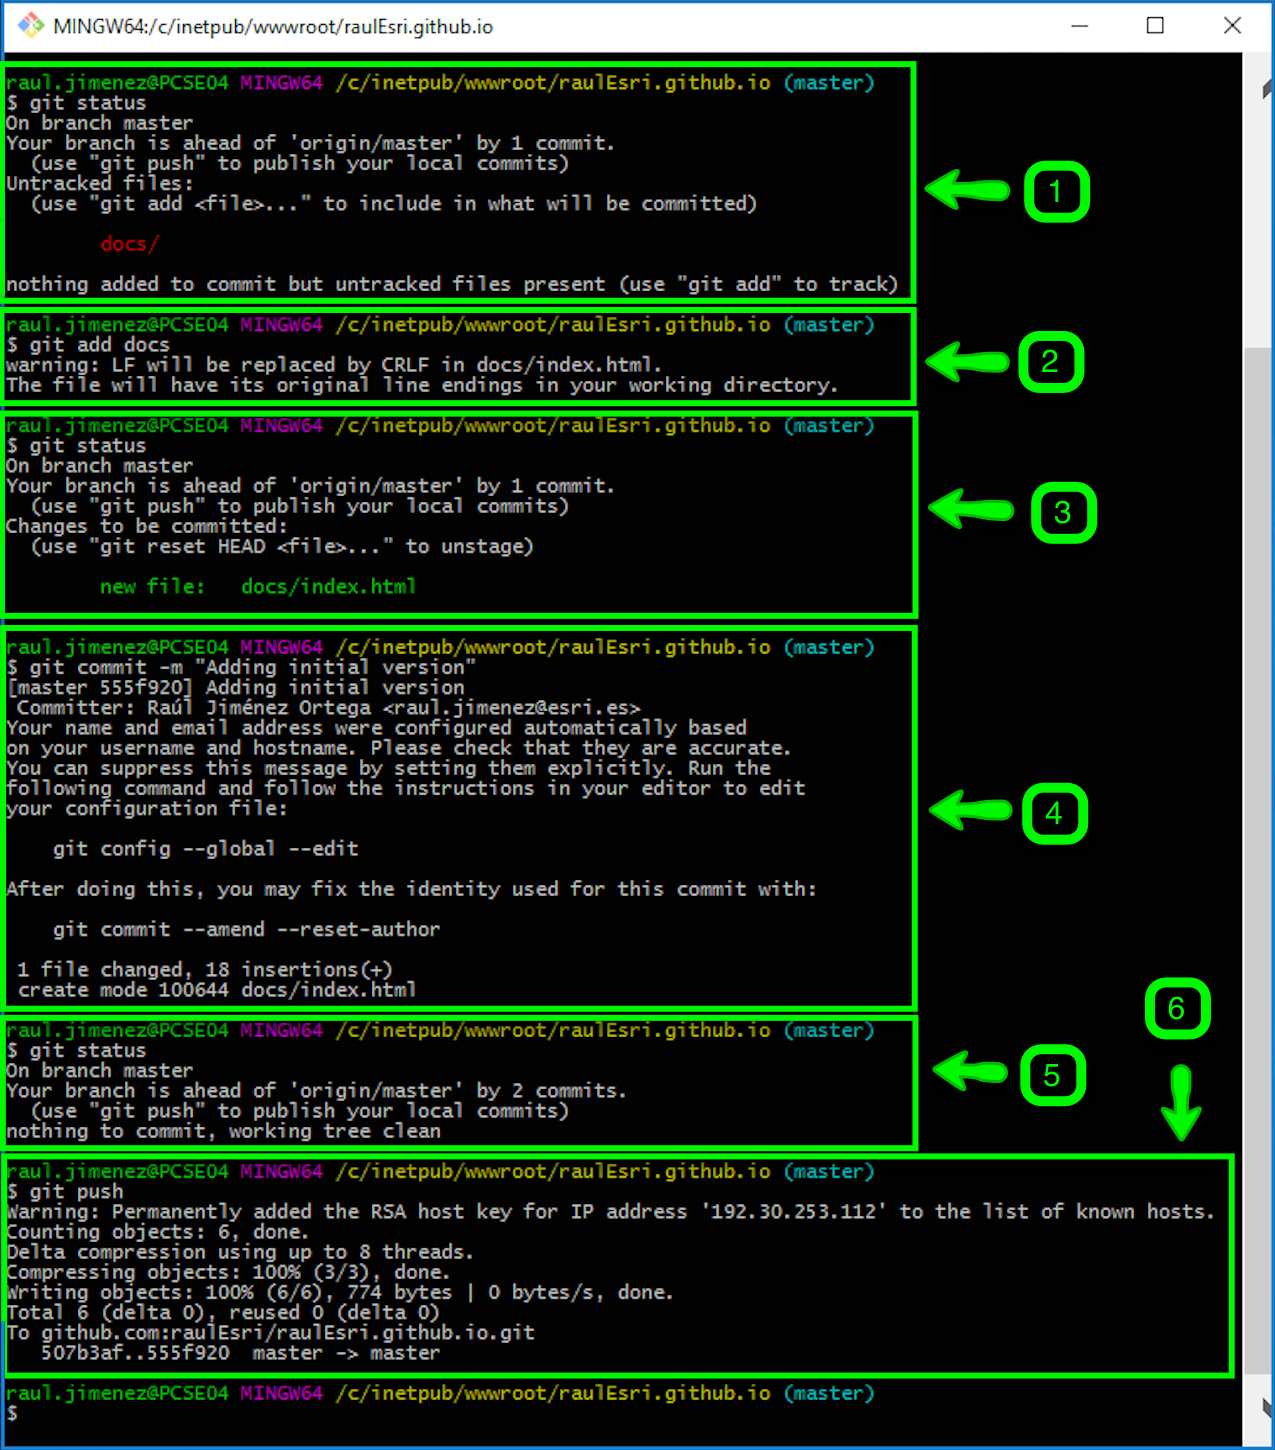 MINGW64:/c/inetpub/wwwroot/raulEsri.github.io
raul.jimenez@PCSE04 MINGW64 /c/inetpub/wwwroot/raulEsri.github.io (master)
$ git status
On branch master
Your branch is ahead of 'origin/master' by 1 commit.
  (use "git push" to publish your local commits)
Untracked files:
  (use "git add <file>..." to include in what will be committed)
        docs/
nothing added to commit but untracked files present (use "git add" to track)
1
raul.jimenez@PCSE04 MINGW64 /c/inetpub/wwwroot/raulEsri.github.io (master)
$ git add docs
warning: LF will be replaced by CRLF in docs/index.html.
The file will have its original line endings in your working directory.
2
raul.jimenez@PCSE04 MINGW64 /c/inetpub/wwwroot/raulEsri.github.io (master)
$ git status
On branch master
Your branch is ahead of 'origin/master' by 1 commit.
  (use "git push" to publish your local commits)
Changes to be committed:
  (use "git reset HEAD <file>..." to unstage)
        new file:   docs/index.html
3
raul.jimenez@PCSE04 MINGW64 /c/inetpub/wwwroot/raulEsri.github.io (master)
$ git commit -m "Adding initial version"
[master 555f920] Adding initial version
 Committer: Raúl Jiménez Ortega <raul.jimenez@esri.es>
Your name and email address were configured automatically based
on your username and hostname. Please check that they are accurate.
You can suppress this message by setting them explicitly. Run the
following command and follow the instructions in your editor to edit
your configuration file:
    git config --global --edit
After doing this, you may fix the identity used for this commit with:
    git commit --amend --reset-author
 1 file changed, 18 insertions(+)
 create mode 100644 docs/index.html
4
raul.jimenez@PCSE04 MINGW64 /c/inetpub/wwwroot/raulEsri.github.io (master)
$ git status
On branch master
Your branch is ahead of 'origin/master' by 2 commits.
  (use "git push" to publish your local commits)
nothing to commit, working tree clean
5
6
raul.jimenez@PCSE04 MINGW64 /c/inetpub/wwwroot/raulEsri.github.io (master)
$ git push
Warning: Permanently added the RSA host key for IP address '192.30.253.112' to the list of known hosts.
Counting objects: 6, done.
Delta compression using up to 8 threads.
Compressing objects: 100% (3/3), done.
Writing objects: 100% (6/6), 774 bytes | 0 bytes/s, done.
Total 6 (delta 0), reused 0 (delta 0)
To github.com:raulEsri/raulEsri.github.io.git
   507b3af..555f920  master -> master
raul.jimenez@PCSE04 MINGW64 /c/inetpub/wwwroot/raulEsri.github.io (master)
$